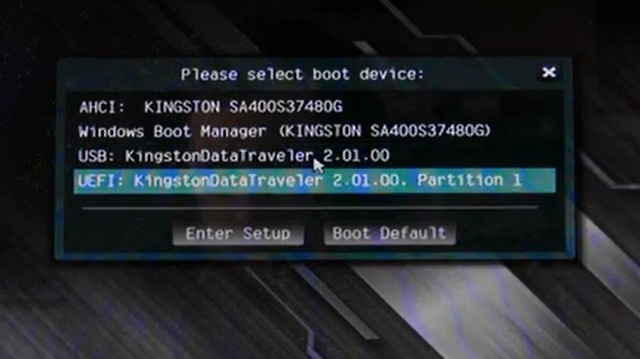 Please select boot device:
AHCI: KINGSTON SA400S37480G
Windows Boot Manager (KINGSTON SA400S37480G)
USB: KingstonDataTraveler 2.01.00
UEFI: KingstonDataTraveler 2.01.00. Partition 1
Enter Setup
Boot Default